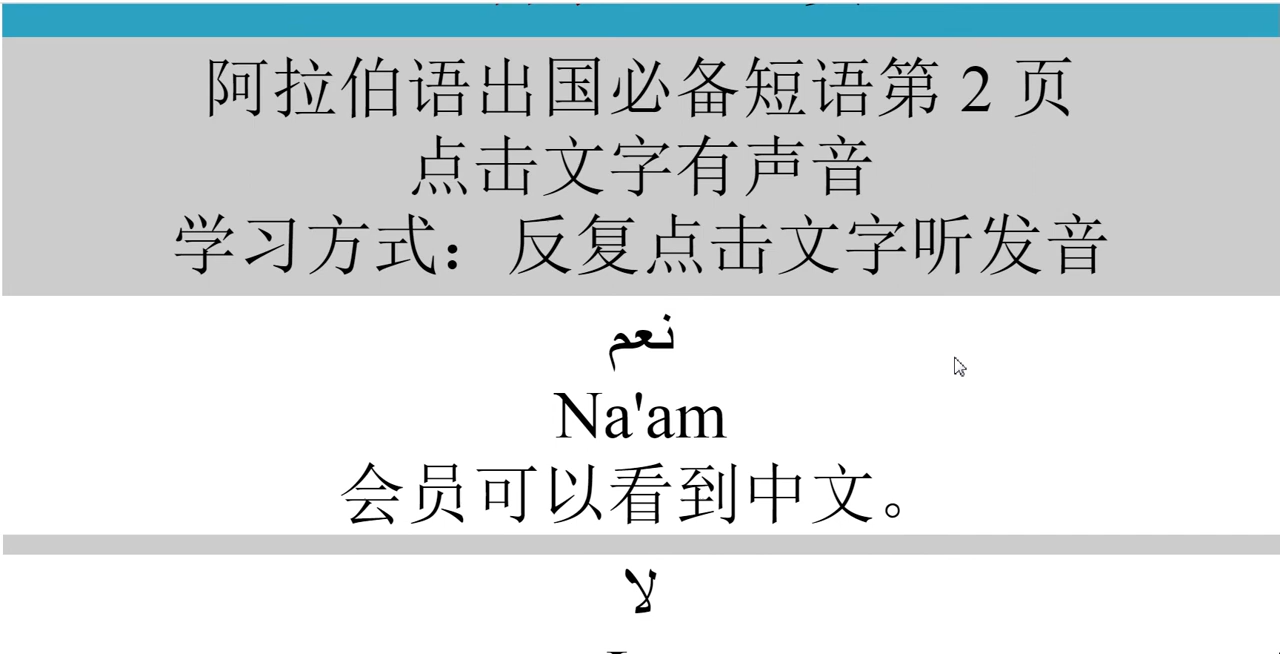 阿拉伯语出国必备短语第 2 页
点击文字有声音
学习方式：反复点击文字听发音
نعم
Na'am
会员可以看到中文。
لا